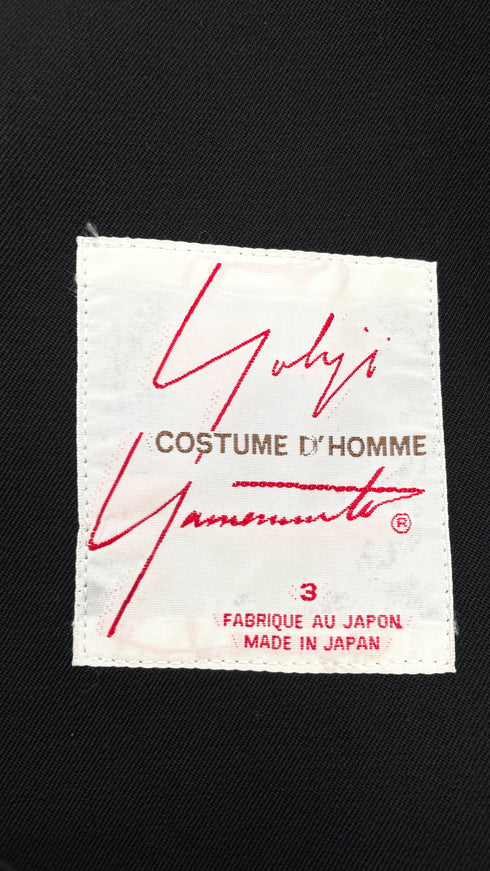 Yohji
COSTUME D'HOMME
Yamamoto ®
3
FABRIQUE AU JAPON
MADE IN JAPAN